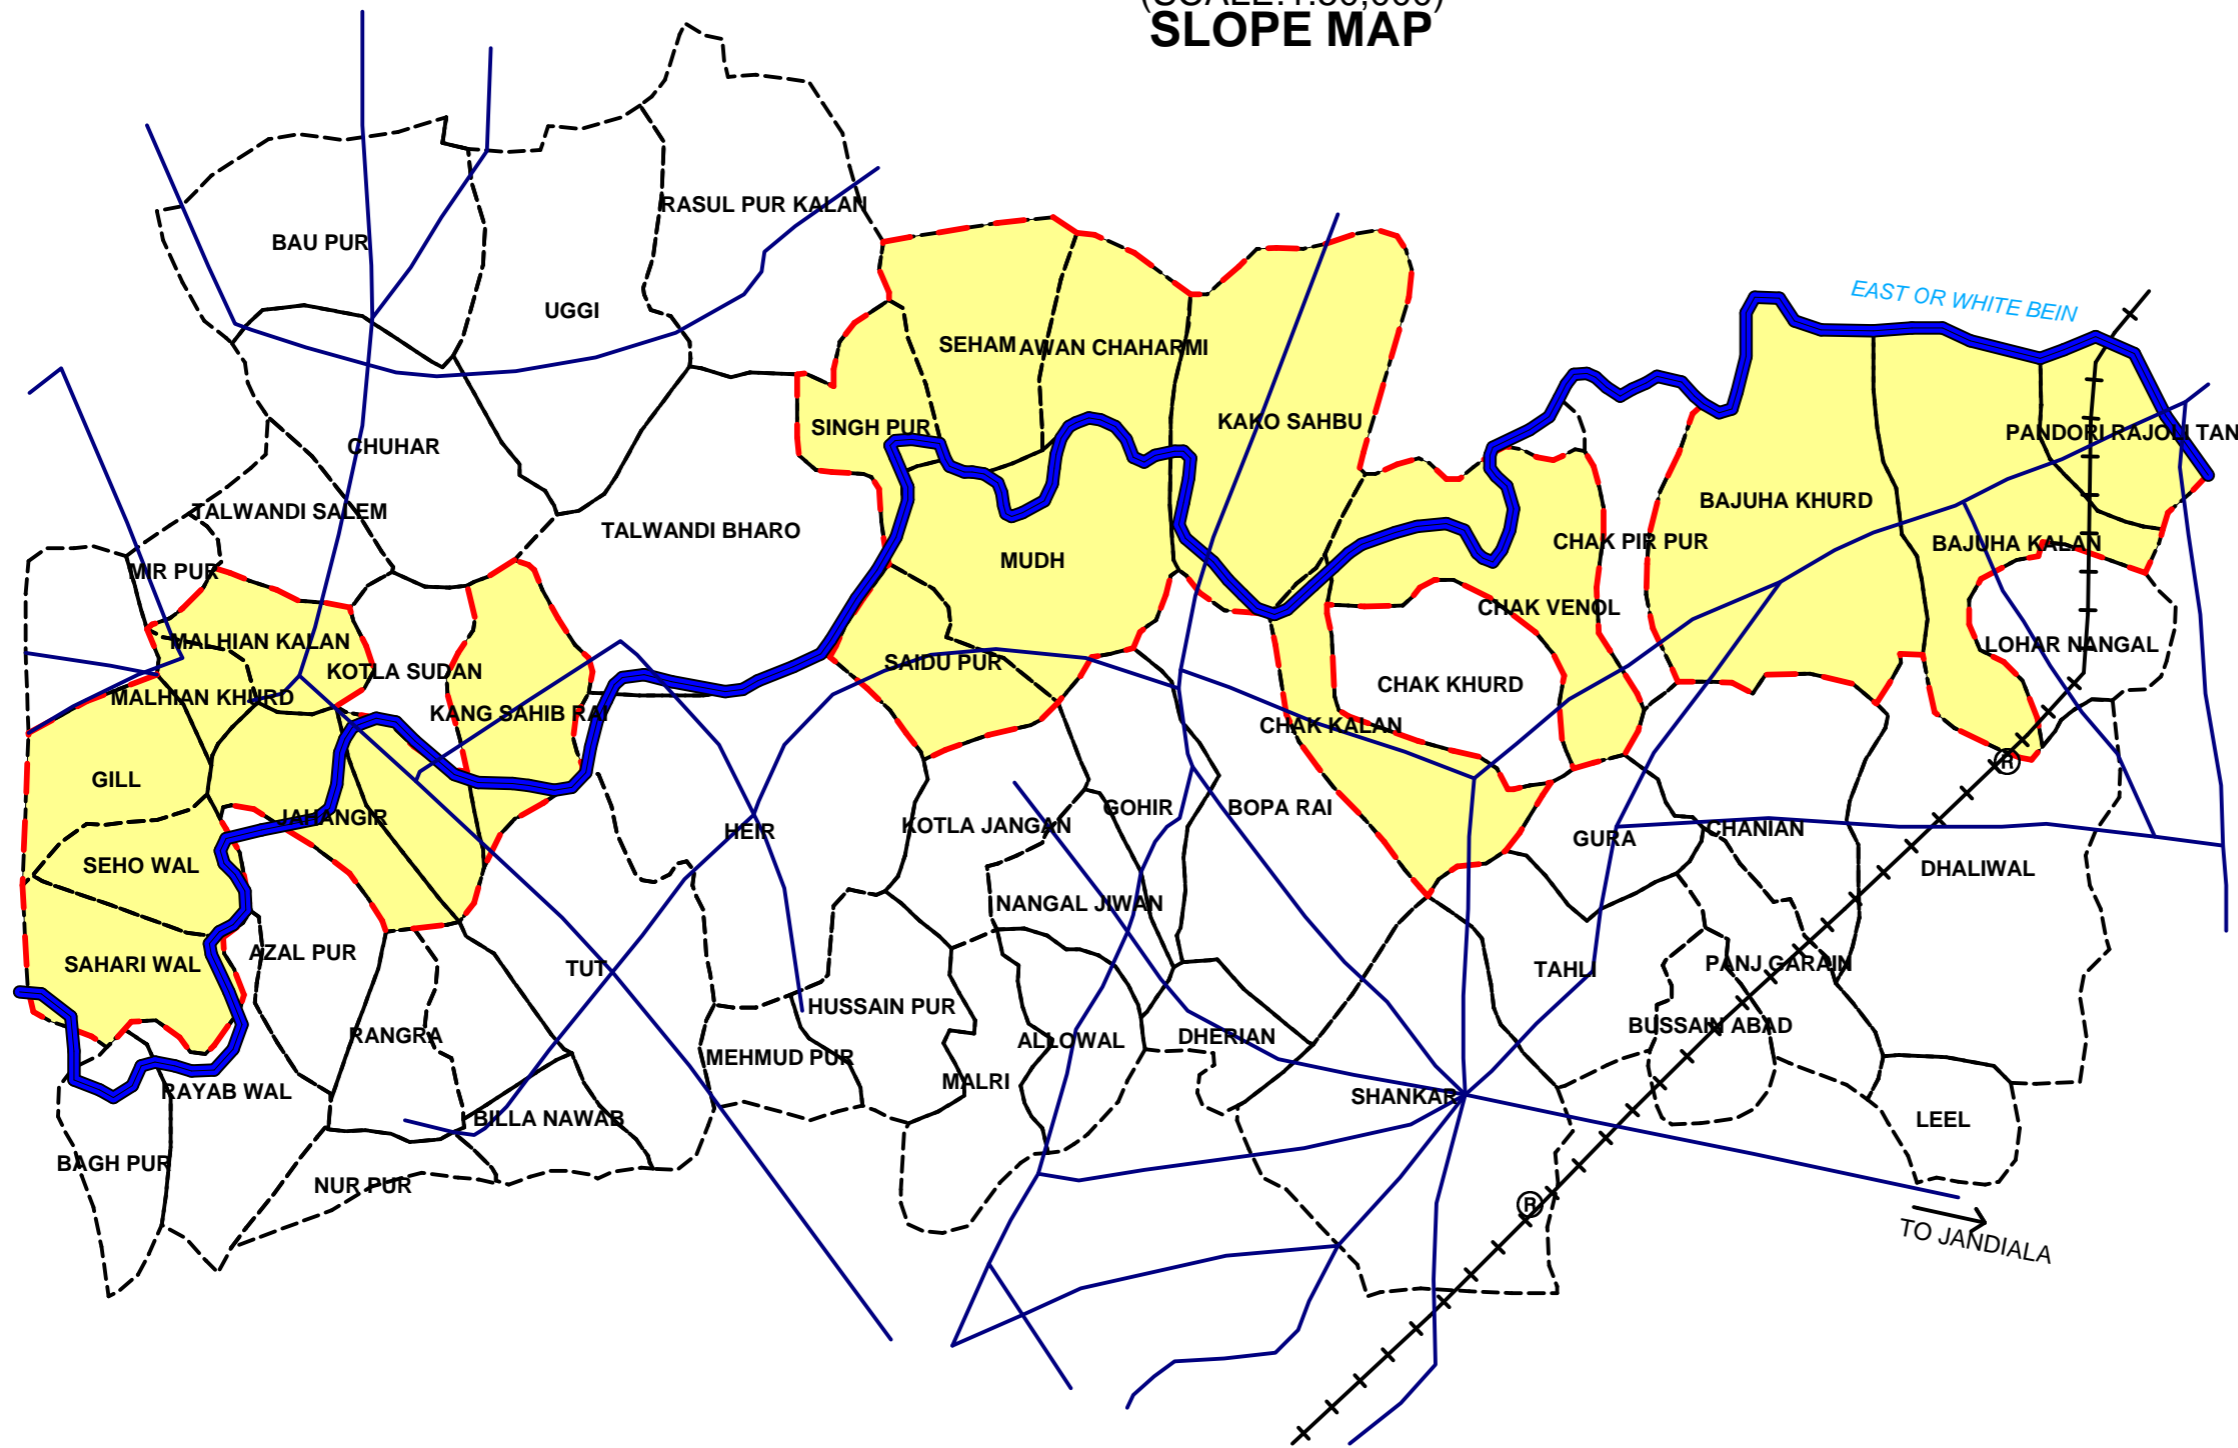 SLOPE MAP
RASUL PUR KALAN
BAU PUR
UGGI
EAST OR WHITE BEIN
SEHAM
AWAN CHAHARMI
SINGH PUR
KAKO SAHBU
PANDORI RAJOLI TAN
CHUHAR
TALWANDI SALEM
TALWANDI BHARO
BAJUHA KHURD
MIR PUR
MUDH
CHAK PIR PUR
BAJUHA KALAN
CHAK VENOL
MALHIAN KALAN
KOTLA SUDAN
SAIDU PUR
LOHAR NANGAL
MALHIAN KHURD
KANG SAHIB RAI
CHAK KHURD
CHAK KALAN
GILL
R
JAHANGIR
HEIR
KOTLA JANGAN
GOHIR
BOPA RAI
GURA
CHANIAN
SEHO WAL
DHALIWAL
NANGAL JIWAN
SAHARI WAL
AZAL PUR
TUT
TAHLI
PANJ GARAIN
HUSSAIN PUR
RANGRA
MEHMUD PUR
ALLOWAL
DHERIAN
BUSSAIN ABAD
RAYAB WAL
MALRI
SHANKAR
BILLA NAWAB
LEEL
BAGH PUR
NUR PUR
R
TO JANDIALA